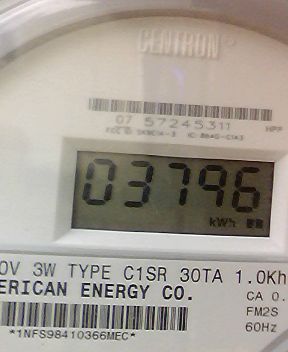 CENTRON®
07 57245311
HPP
03796
kWh
0V 3W TYPE C1SR 30TA 1.0Kh
ERICAN ENERGY CO.
CA 0.
FM2S
*1NFS98410366MEC*
60Hz